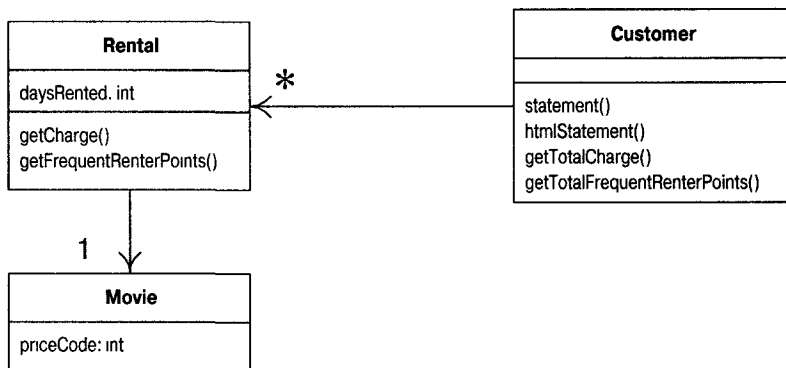 Rental
daysRented. int
getCharge()
getFrequentRenterPoints()
*
Customer
statement()
htmlStatement()
getTotalCharge()
getTotalFrequentRenterPoints()
1
Movie
priceCode: int